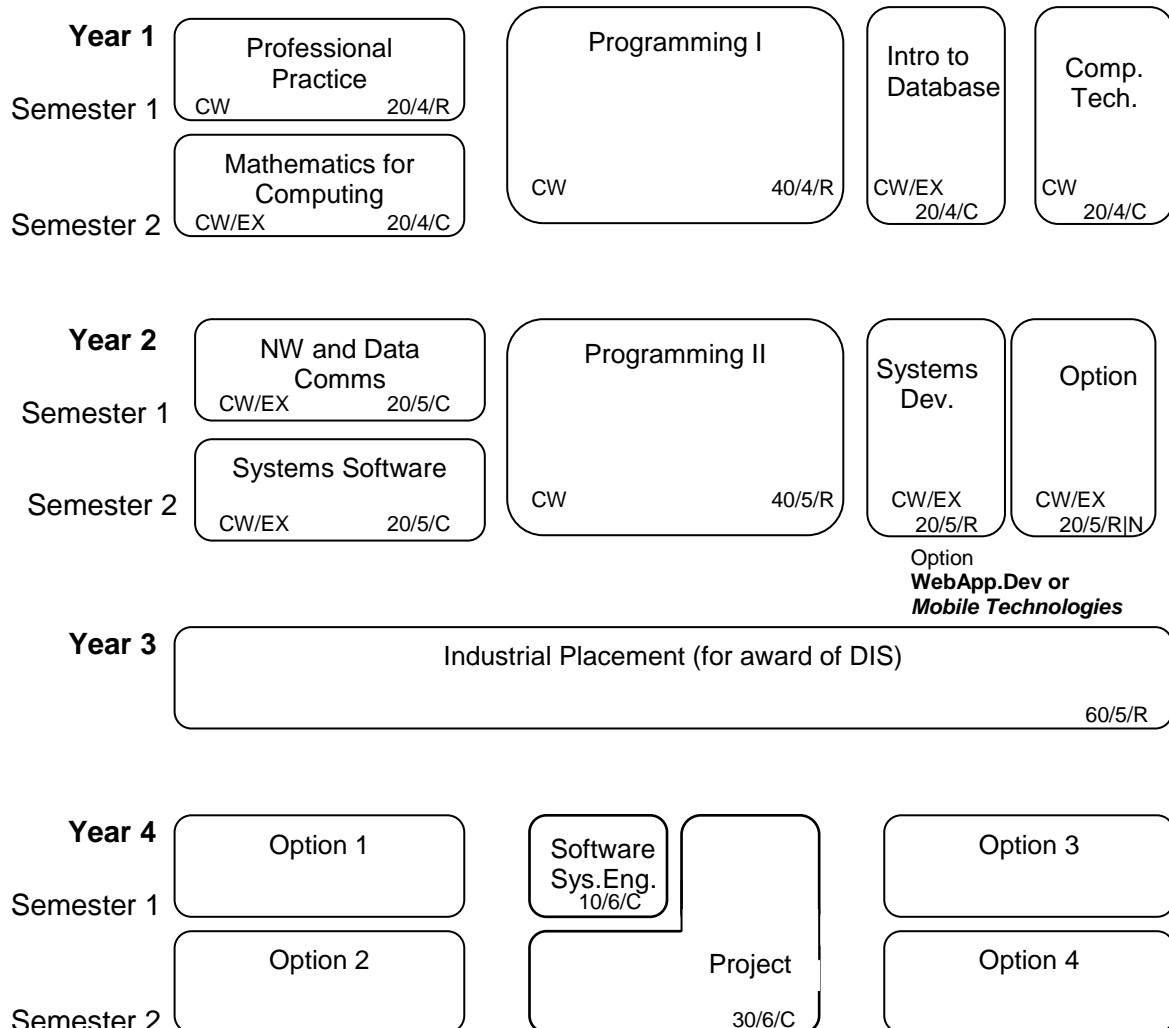 Year 1
Professional
Practice
CW 20/4/R
Programming I
CW 40/4/R
Intro to
Database
CW/EX
20/4/C
Comp.
Tech.
CW
20/4/C
Semester 1
Mathematics for
Computing
CW/EX 20/4/C
Semester 2
Year 2
NW and Data
Comms
CW/EX 20/5/C
Programming II
CW 40/5/R
Systems
Dev.
CW/EX
20/5/R
Option
CW/EX
20/5/R|N
Semester 1
Systems Software
CW/EX 20/5/C
Semester 2
Option
WebApp.Dev or
Mobile Technologies
Year 3
Industrial Placement (for award of DIS)
60/5/R
Year 4
Option 1
Software
Sys.Eng.
10/6/C
Option 3
Semester 1
Option 2
Project
30/6/C
Option 4
Semester 2